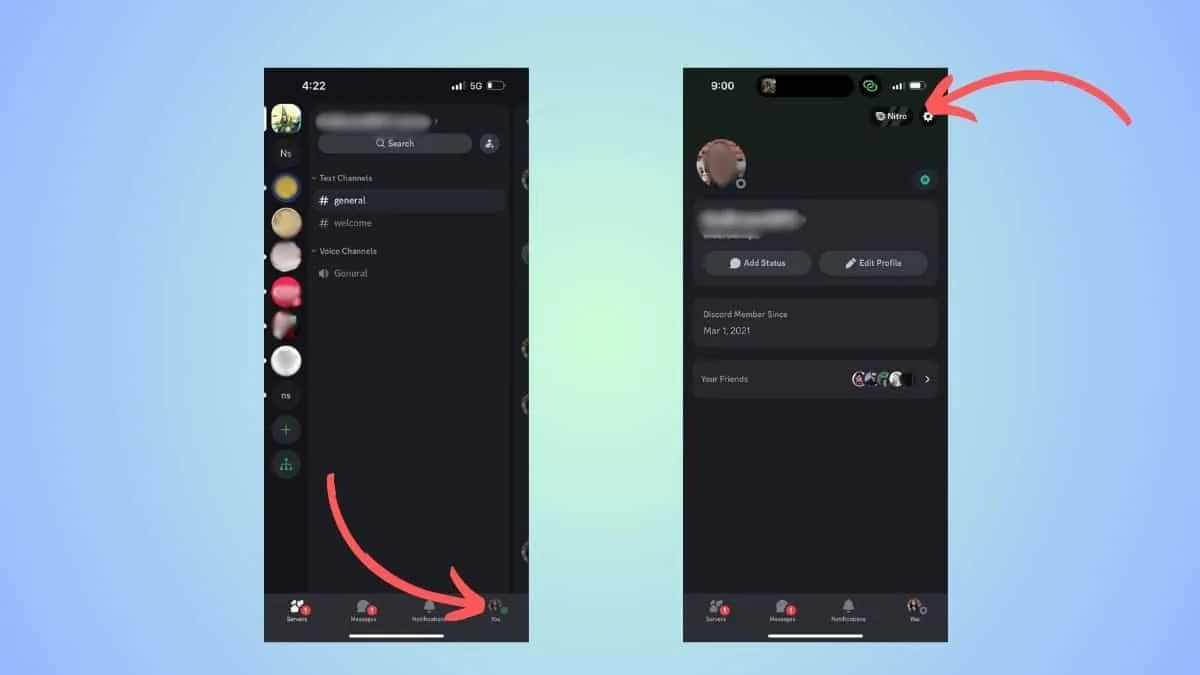 4:22
5G
Ns
Search
Text Channels
# general
# welcome
Voice Channels
General
ns
Servers
1
Messages
1
Notifications
You
9:00
Nitro
Add Status
Edit Profile
Discord Member Since
Mar 1, 2021
Your Friends
Servers
1
Messages
1
Notifications
You